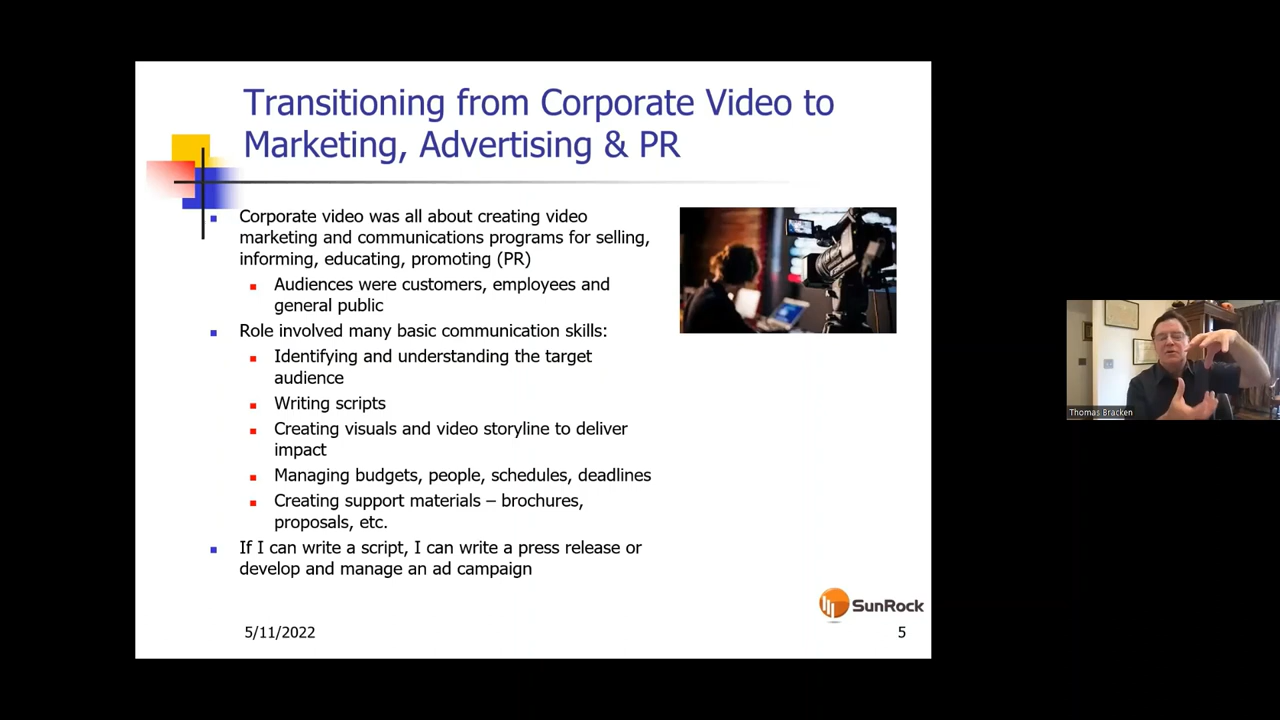 Transitioning from Corporate Video to
Marketing, Advertising & PR
Corporate video was all about creating video
marketing and communications programs for selling,
informing, educating, promoting (PR)
Audiences were customers, employees and
general public
Role involved many basic communication skills:
Identifying and understanding the target
audience
Writing scripts
Creating visuals and video storyline to deliver
impact
Managing budgets, people, schedules, deadlines
Creating support materials – brochures,
proposals, etc.
If I can write a script, I can write a press release or
develop and manage an ad campaign
SunRock
5/11/2022
5
Thomas Bracken